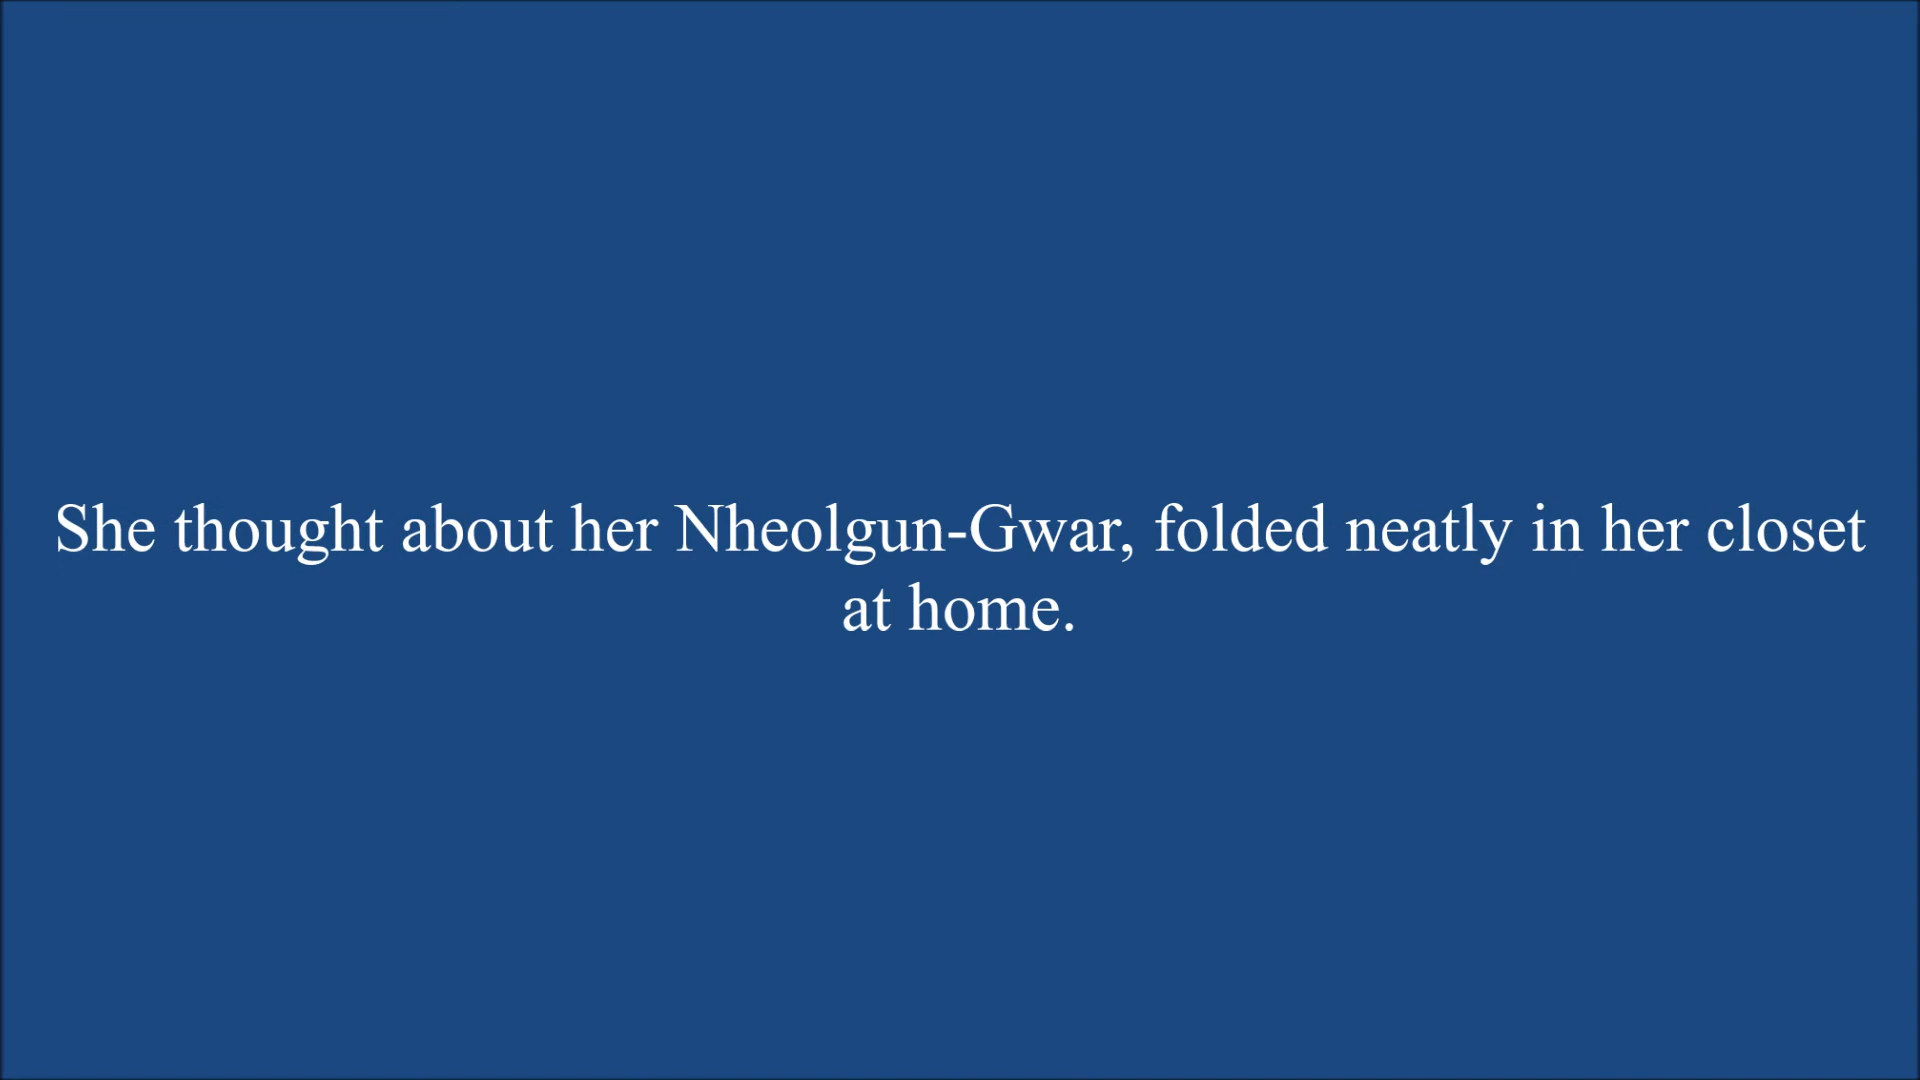 She thought about her Nheolgun-Gwar, folded neatly in her closet
at home.